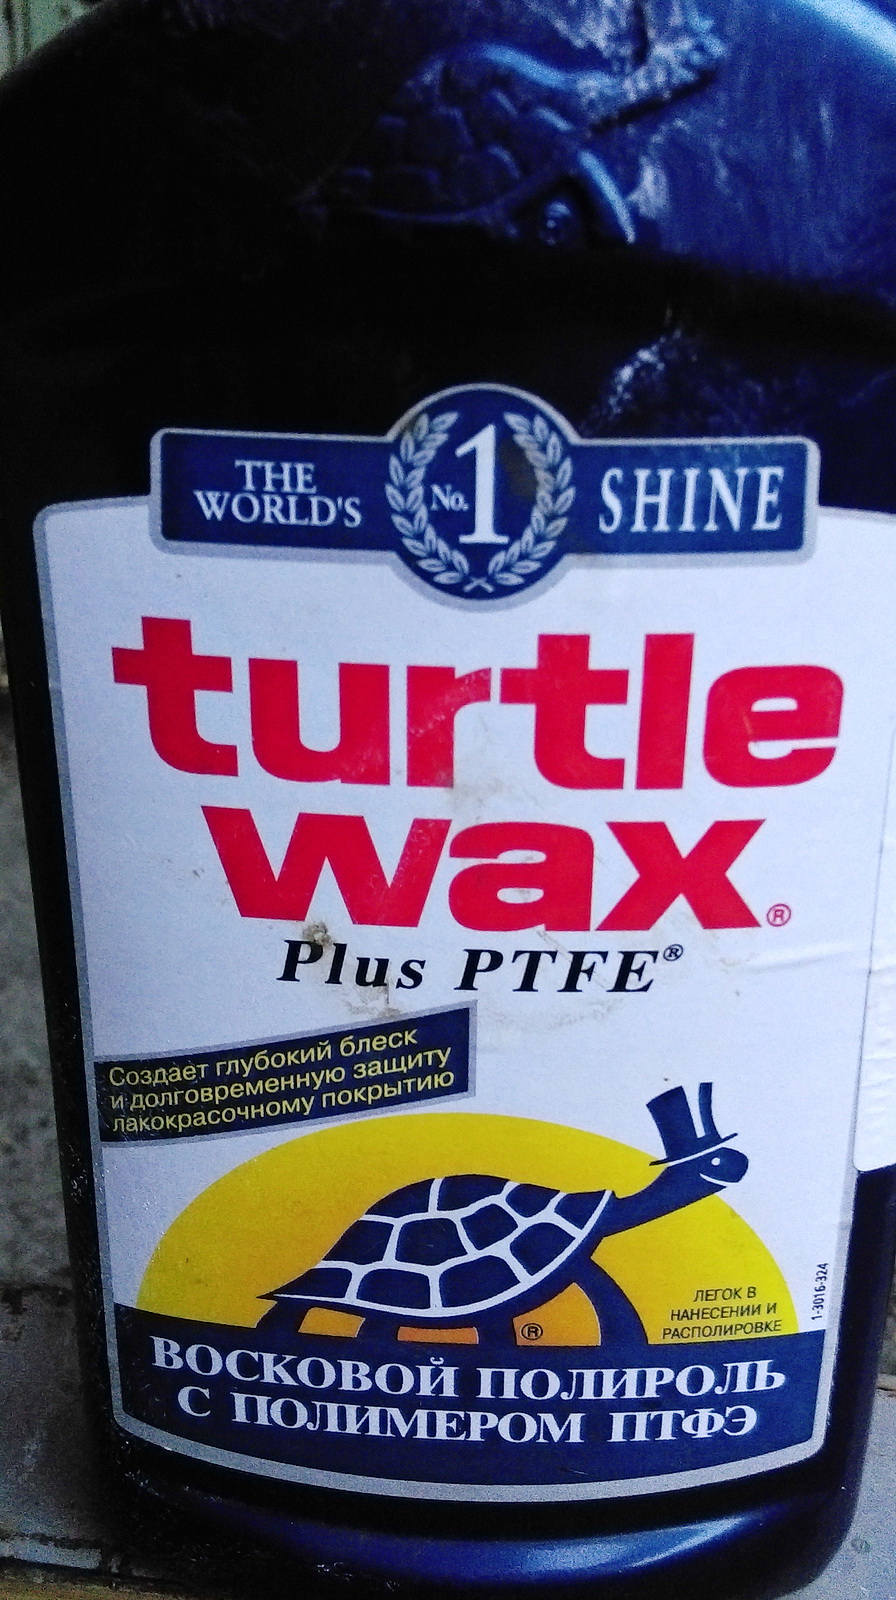 THE
WORLD'S
No. 1
SHINE
turtle
wax®
Plus PTFE®
Создает глубокий блеск
и долговременную защиту
лакокрасочному покрытию
ЛЕГОК В
НАНЕСЕНИИ И
РАСПОЛИРОВКЕ
1-3016-324
®
ВОСКОВОЙ ПОЛИРОЛЬ
С ПОЛИМЕРОМ ПТФЭ